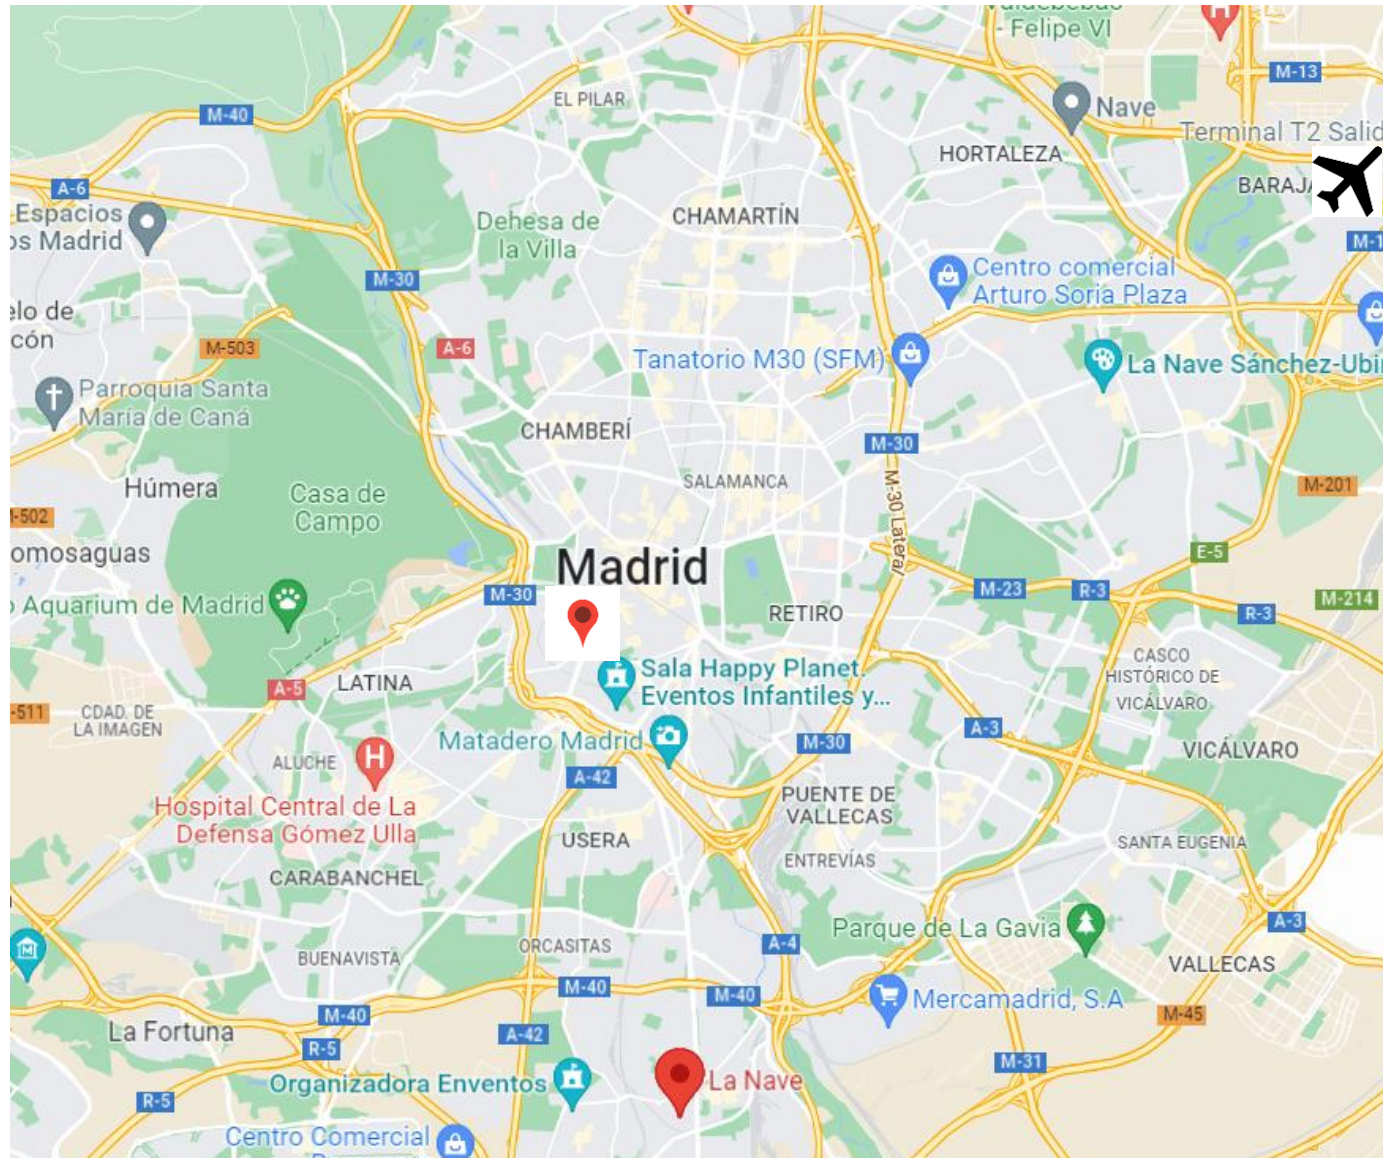 - Felipe VI
M-40
EL PILAR
M-13
Nave
Terminal T2 Salid
HORTALEZA
A-6
BARAJA
Espacios
os Madrid
Dehesa de
la Villa
CHAMARTÍN
M-1
M-30
Centro comercial
Arturo Soria Plaza
elo de
cón
M-503
A-6
Tanatorio M30 (SFM)
La Nave Sánchez-Ubi
Parroquia Santa
María de Caná
CHAMBERÍ
M-30
Húmera
Casa de
Campo
SALAMANCA
M-30 Lateral
M-201
M-502
omosaguas
Madrid
E-5
Aquarium de Madrid
M-30
RETIRO
M-23
R-3
R-3
M-214
Sala Happy Planet.
Eventos Infantiles y...
CASCO
HISTÓRICO DE
VICÁLVARO
A-5
LATINA
-511
CDAD. DE
LA IMAGEN
Matadero Madrid
M-30
A-3
VICÁLVARO
ALUCHE
H
A-42
Hospital Central de La
Defensa Gómez Ulla
PUENTE DE
VALLECAS
USERA
ENTREVÍAS
SANTA EUGENIA
CARABANCHEL
Parque de La Gavia
A-3
BUENAVISTA
ORCASITAS
A-4
VALLECAS
M-40
M-40
Mercamadrid, S.A
M-40
M-45
La Fortuna
A-42
R-5
M-31
Organizadora Enventos
La Nave
R-5
Centro Comercial